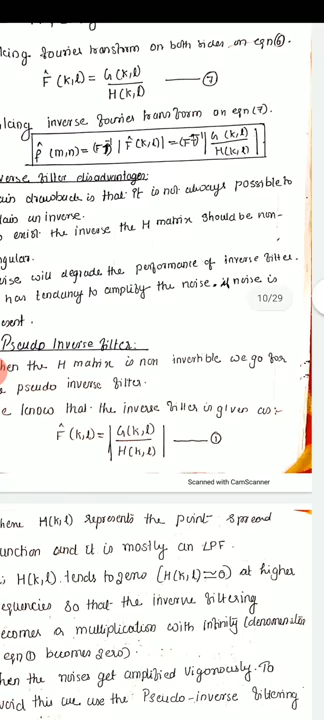 king fourier transform on both sides on eqn(6).
F̂(k,l) = G(k,l) / H(k,l) —— (7)
king inverse fourier transform on eqn (7).
f̂(m,n) = (FT)⁻¹ | F̂(k,l) = (FT)⁻¹ | G(k,l) / H(k,l) |
verse filter disadvantages:
ain drawback is that it is not always possible to
tain an inverse.
exist the inverse the H matrix should be non-
ngular.
ise will degrade the performance of inverse filter.
has tendency to amplify the noise. if noise is
esent.
10/29
Pseudo Inverse filter:
hen the H matrix is non invertible we go for
pseudo inverse filter.
e know that the inverse filter is given as:-
F̂(k,l) = | G(k,l) / H(k,l) | —— (1)
Scanned with CamScanner
here H(k,l) represents the point spread
unction and it is mostly an LPF.
H(k,l) tends to zero (H(k,l) ≃ 0) at higher
equencies so that the inverse filtering
ecomes a multiplication with infinity (denominator
eqn (1) becomes zero).
hen the noises get amplified vigorously. To
void this we use the Pseudo-inverse filtering